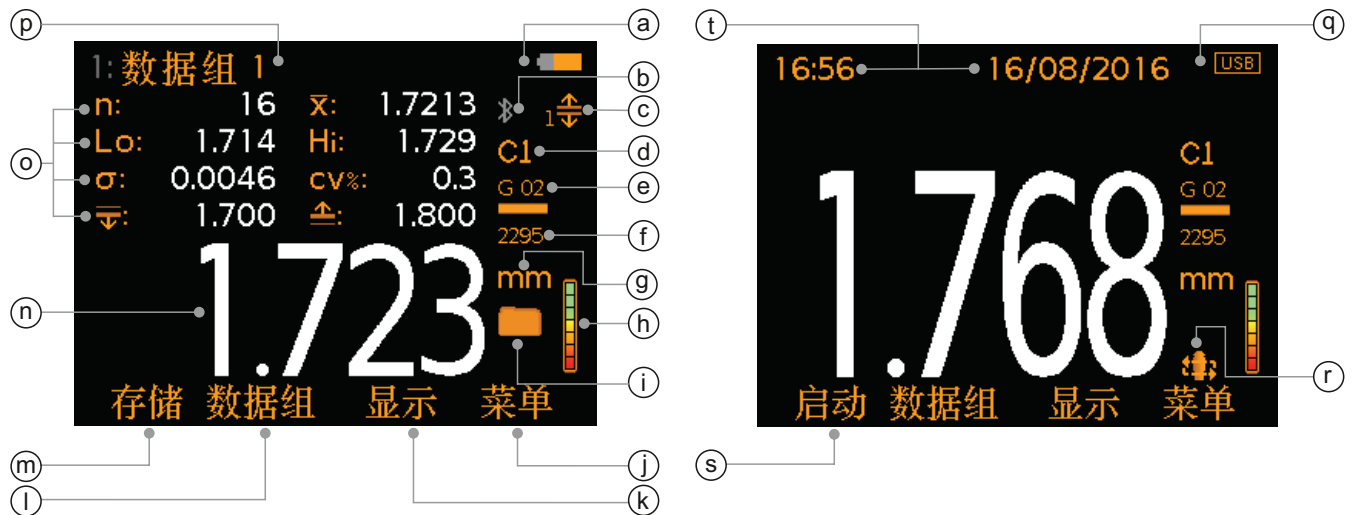 p
a
b
c
d
e
f
g
h
i
j
k
l
m
n
o
1: 数据组 1
n: 16 x̅: 1.7213
Lo: 1.714 Hi: 1.729
σ: 0.0046 cv%: 0.3
1.700 1.800
1
C1
G 02
2295
mm
1.723
存储 数据组 显示 菜单
t
q
r
s
16:56 16/08/2016 USB
C1
G 02
2295
mm
1.768
启动 数据组 显示 菜单